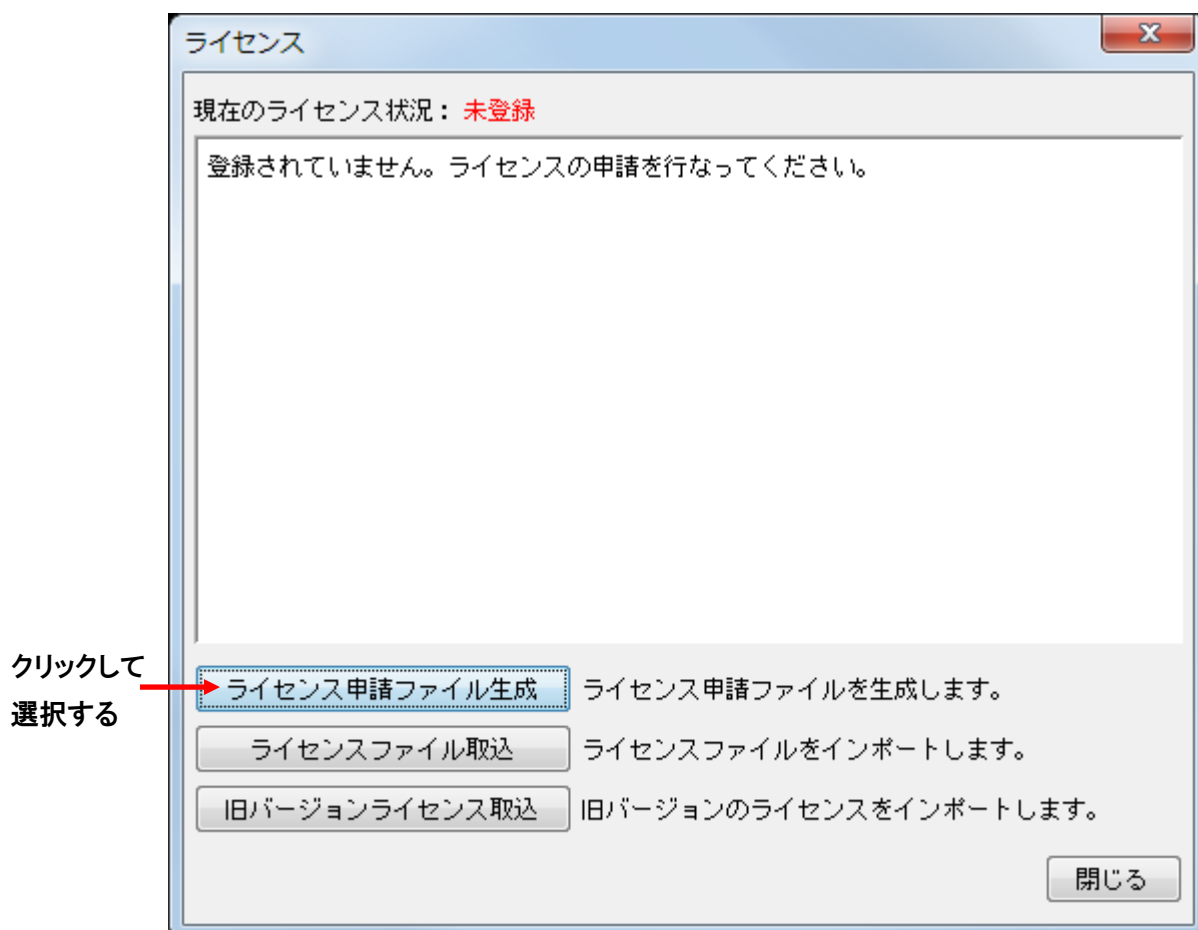 ライセンス
現在のライセンス状況： 未登録
登録されていません。ライセンスの申請を行なってください。
クリックして
選択する
ライセンス申請ファイル生成 ライセンス申請ファイルを生成します。
ライセンスファイル取込 ライセンスファイルをインポートします。
旧バージョンライセンス取込 旧バージョンのライセンスをインポートします。
閉じる